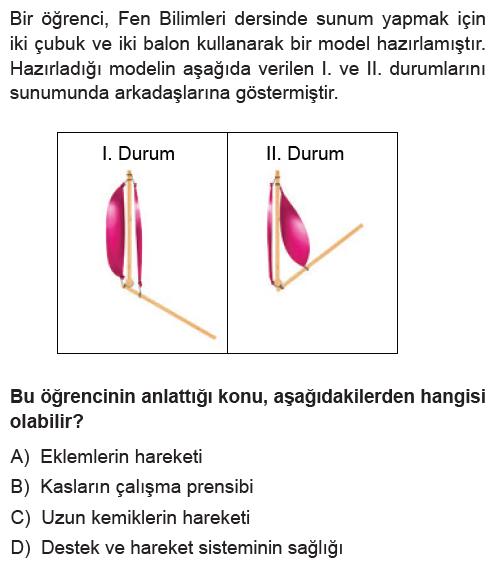 Bir öğrenci, Fen Bilimleri dersinde sunum yapmak için
iki çubuk ve iki balon kullanarak bir model hazırlamıştır.
Hazırladığı modelin aşağıda verilen I. ve II. durumlarını
sunumunda arkadaşlarına göstermiştir.
I. Durum
II. Durum
Bu öğrencinin anlattığı konu, aşağıdakilerden hangisi
olabilir?
A) Eklemlerin hareketi
B) Kasların çalışma prensibi
C) Uzun kemiklerin hareketi
D) Destek ve hareket sisteminin sağlığı